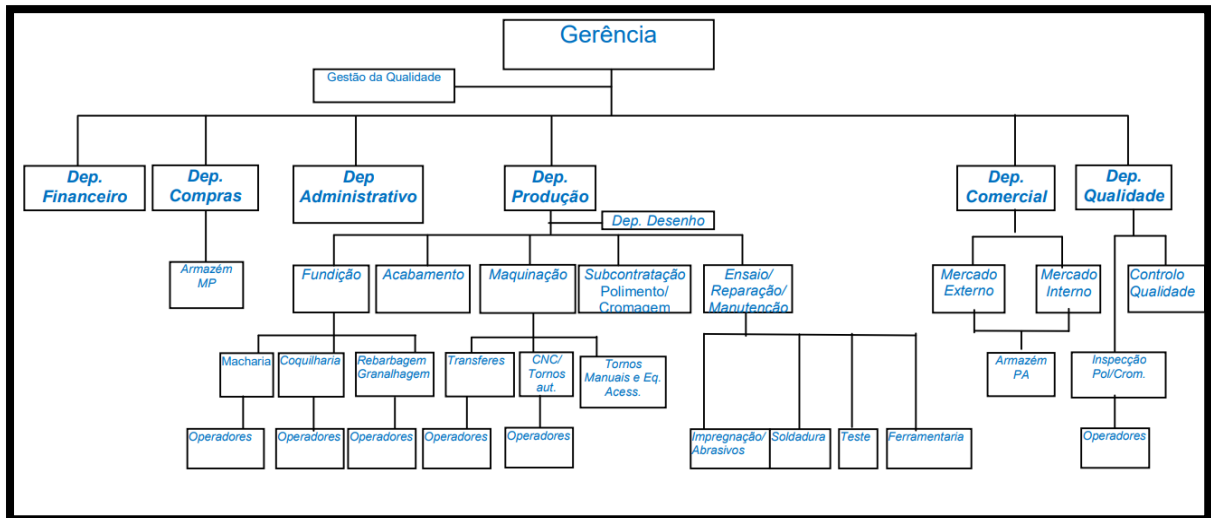 Gerência
Gestão da Qualidade
Dep.
Financeiro
Dep.
Compras
Dep
Administrativo
Dep.
Produção
Dep.
Comercial
Dep.
Qualidade
Dep. Desenho
Armazém
MP
Fundição
Acabamento
Maquinação
Subcontratação
Polimento/
Cromagem
Ensaio/
Reparação/
Manutenção
Mercado
Externo
Mercado
Interno
Controlo
Qualidade
Macharia
Coquilharia
Rebarbagem
Granalhagem
Transferes
CNC/
Tornos
aut.
Tornos
Manuais e Eq.
Acess.
Armazém
PA
Inspecção
Pol/Crom.
Operadores
Operadores
Operadores
Operadores
Operadores
Impregnação/
Abrasivos
Soldadura
Teste
Ferramentaria
Operadores